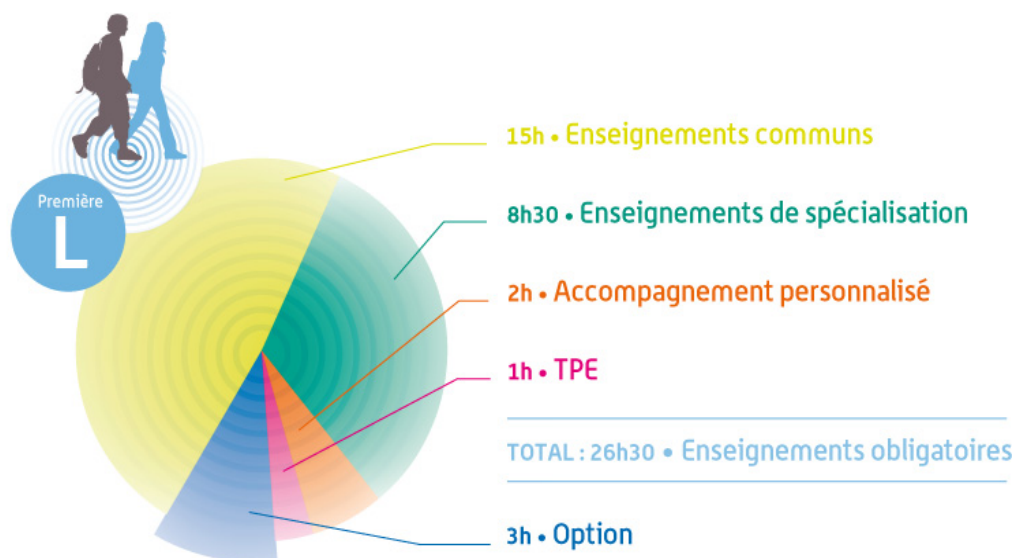 Première
L
15h • Enseignements communs
8h30 • Enseignements de spécialisation
2h • Accompagnement personnalisé
1h • TPE
TOTAL : 26h30 • Enseignements obligatoires
3h • Option